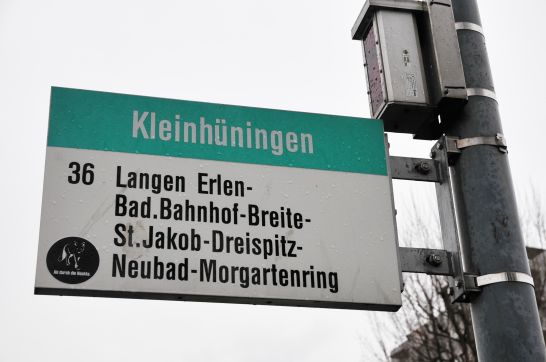 Kleinhüningen
36 Langen Erlen-
Bad.Bahnhof-Breite-
St.Jakob-Dreispitz-
Neubad-Morgartenring